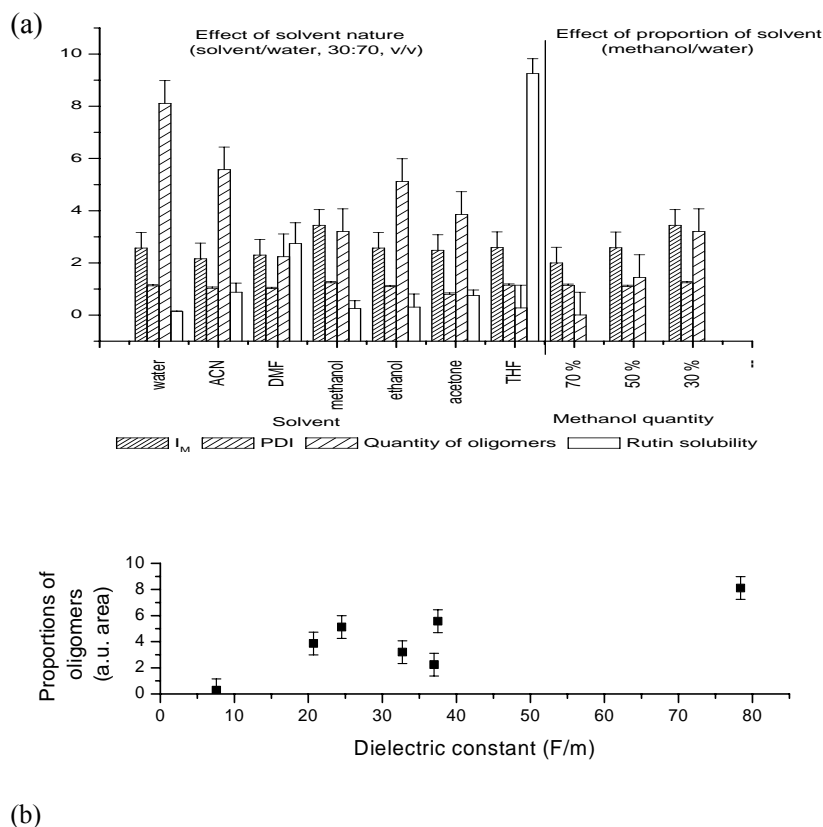 (a)
Effect of solvent nature
(solvent/water, 30:70, v/v)
Effect of proportion of solvent
(methanol/water)
10
8
6
4
2
0
water
ACN
DMF
methanol
ethanol
acetone
THF
70 %
50 %
30 %
Solvent
Methanol quantity
I_M
PDI
Quantity of oligomers
Rutin solubility
Proportions of
oligomers
(a.u. area)
10
8
6
4
2
0
0
10
20
30
40
50
60
70
80
Dielectric constant (F/m)
(b)